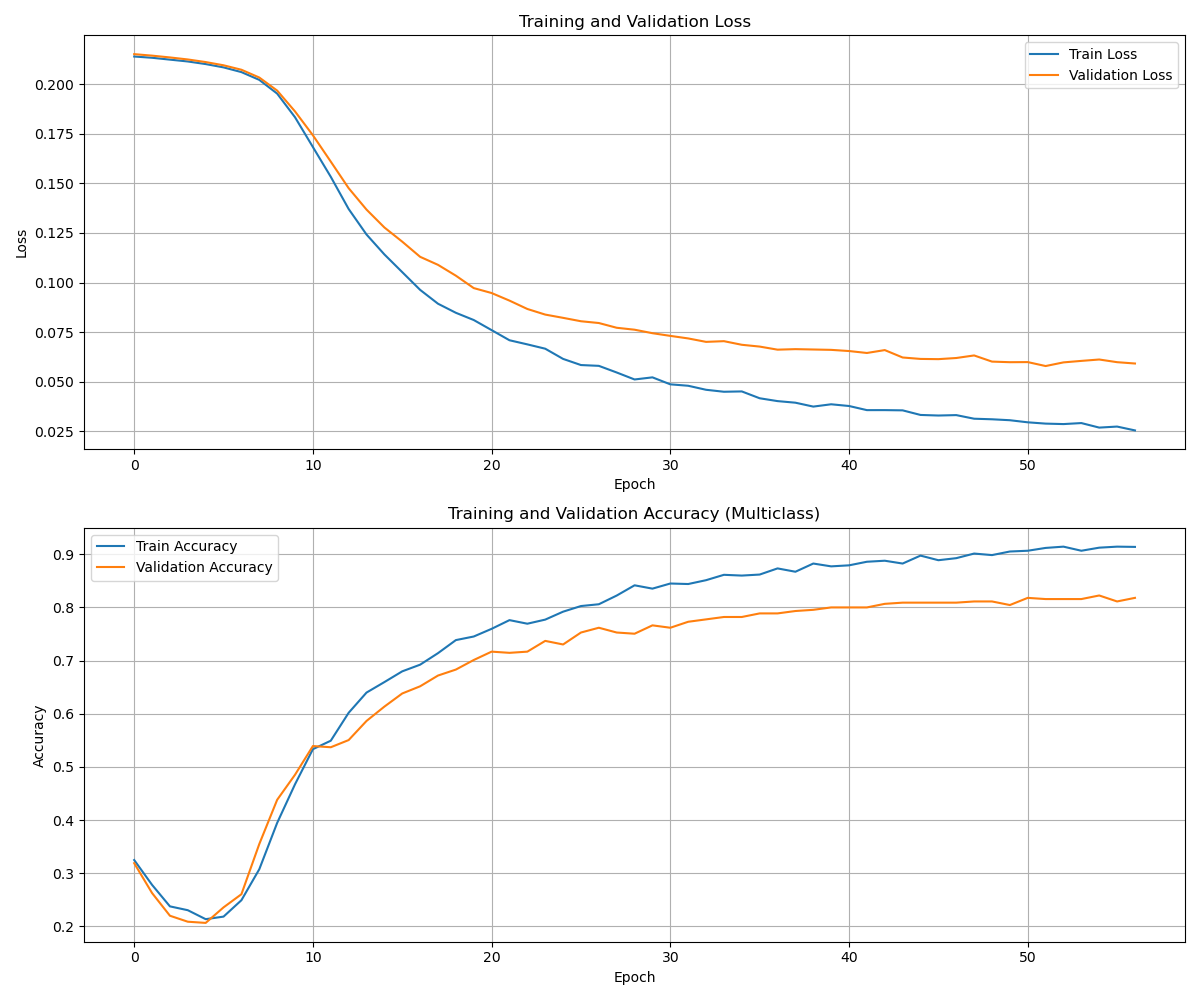 Training and Validation Loss
Train Loss
Validation Loss
0.200
0.175
0.150
0.125
0.100
0.075
0.050
0.025
Loss
0 10 20 30 40 50
Epoch
Training and Validation Accuracy (Multiclass)
Train Accuracy
Validation Accuracy
0.9
0.8
0.7
0.6
0.5
0.4
0.3
0.2
Accuracy
0 10 20 30 40 50
Epoch